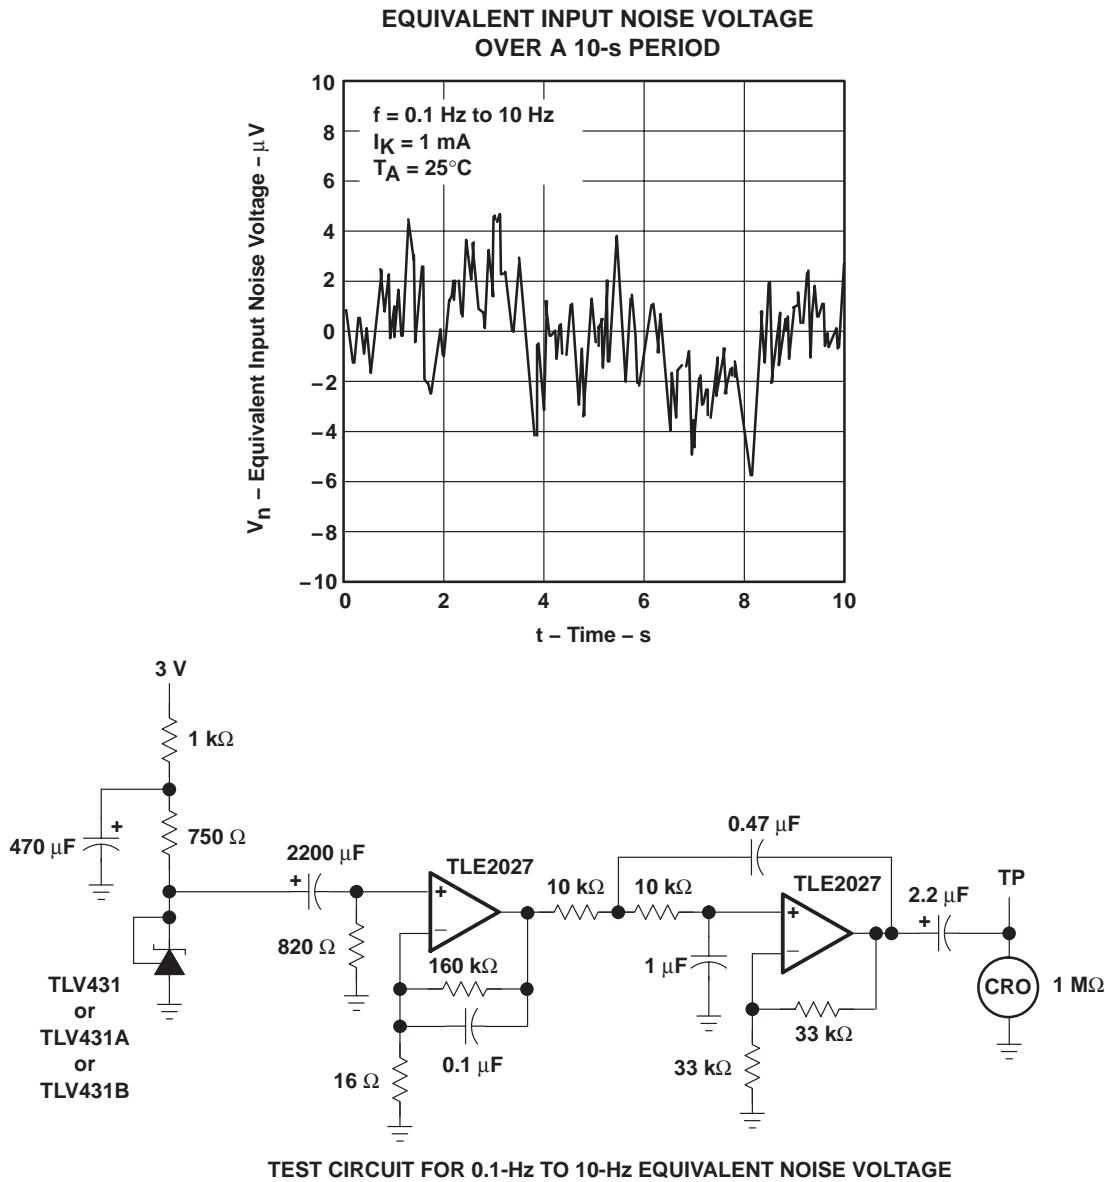 EQUIVALENT INPUT NOISE VOLTAGE
OVER A 10-s PERIOD
V_n – Equivalent Input Noise Voltage – µV
10
8
6
4
2
0
–2
–4
–6
–8
–10
f = 0.1 Hz to 10 Hz
I_K = 1 mA
T_A = 25°C
0 2 4 6 8 10
t – Time – s
3 V
1 kΩ
470 µF
+
750 Ω
2200 µF
+
820 Ω
TLE2027
+
–
160 kΩ
0.1 µF
16 Ω
10 kΩ
10 kΩ
0.47 µF
1 µF
TLE2027
+
–
33 kΩ
33 kΩ
2.2 µF
+
TP
CRO
1 MΩ
TLV431
or
TLV431A
or
TLV431B
TEST CIRCUIT FOR 0.1-Hz TO 10-Hz EQUIVALENT NOISE VOLTAGE